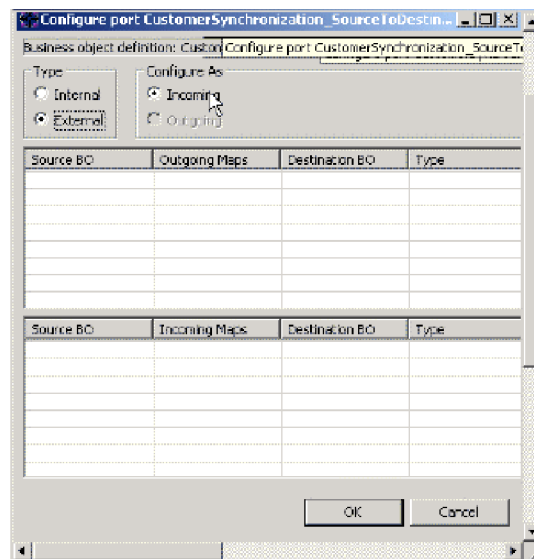 Configure port CustomerSynchronization_SourceToDestin...
Business object definition: Custom
Configure port CustomerSynchronization_SourceTo
Type
Internal
External
Configure As
Incoming
Outgoing
Source BO Outgoing Maps Destination BO Type
Source BO Incoming Maps Destination BO Type
OK Cancel